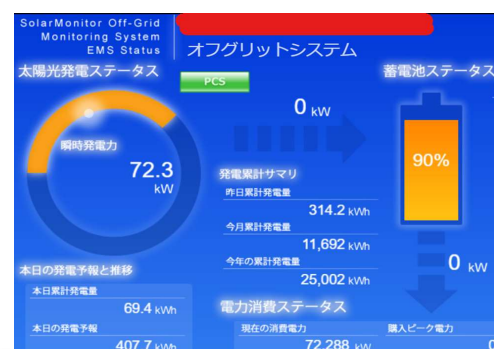 SolarMonitor Off-Grid
Monitoring System
EMS Status
オフグリットシステム
太陽光発電ステータス
PCS
蓄電池ステータス
0 kW
瞬時発電力
72.3
kW
90%
発電累計サマリ
昨日累計発電量
314.2 kWh
今月累計発電量
11,692 kWh
今年の累計発電量
25,002 kWh
0 kW
本日の発電予報と推移
本日累計発電量
69.4 kWh
本日の発電予報
407.7 kWh
電力消費ステータス
現在の消費電力
72.288 kW
購入ピーク電力
0